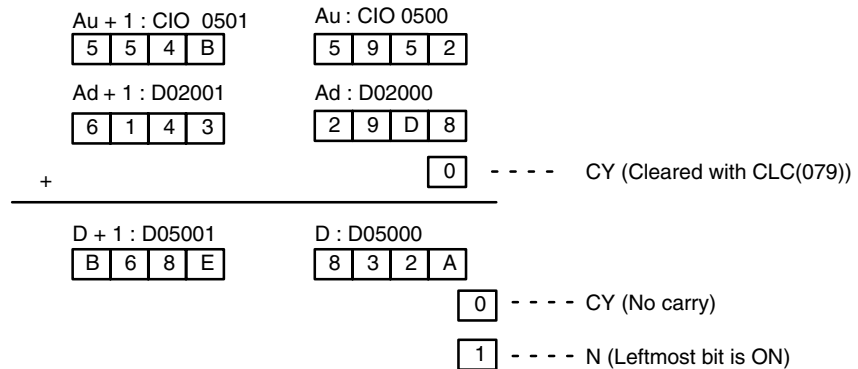 Au + 1 : CIO 0501 Au : CIO 0500
5 5 4 B 5 9 5 2
Ad + 1 : D02001 Ad : D02000
6 1 4 3 2 9 D 8
+ 0 - - - - CY (Cleared with CLC(079))
D + 1 : D05001 D : D05000
B 6 8 E 8 3 2 A
0 - - - - CY (No carry)
1 - - - - N (Leftmost bit is ON)